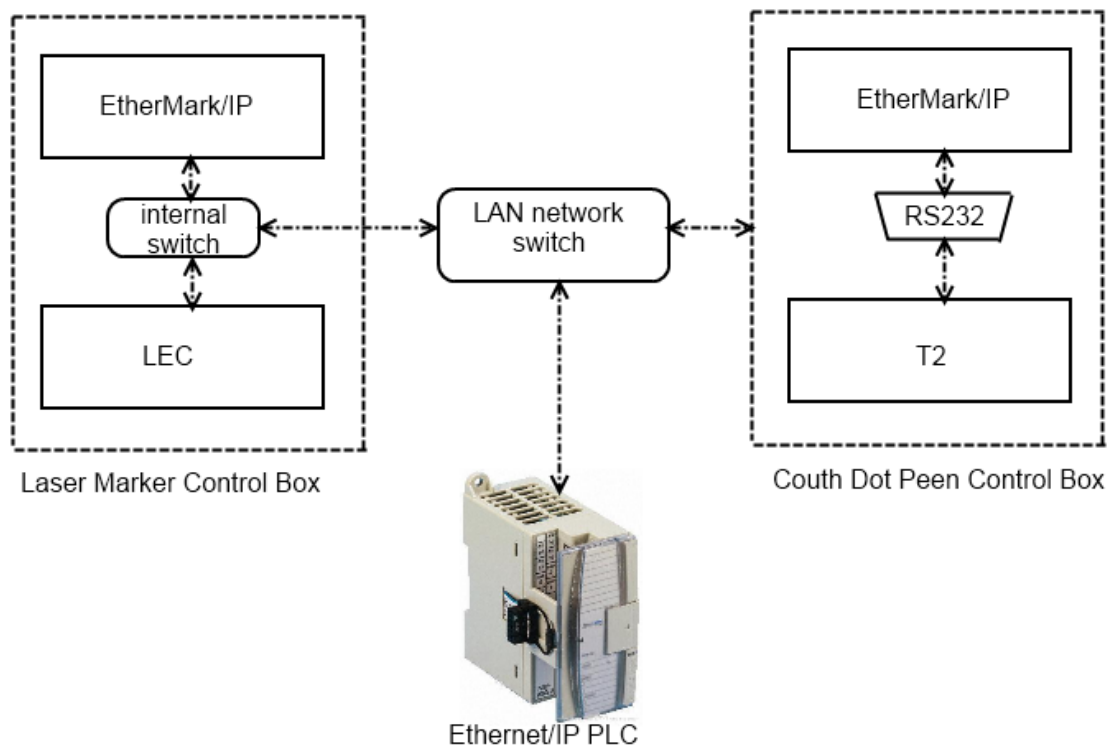 EtherMark/IP
internal
switch
LEC
Laser Marker Control Box
LAN network
switch
EtherMark/IP
RS232
T2
Couth Dot Peen Control Box
Ethernet/IP PLC